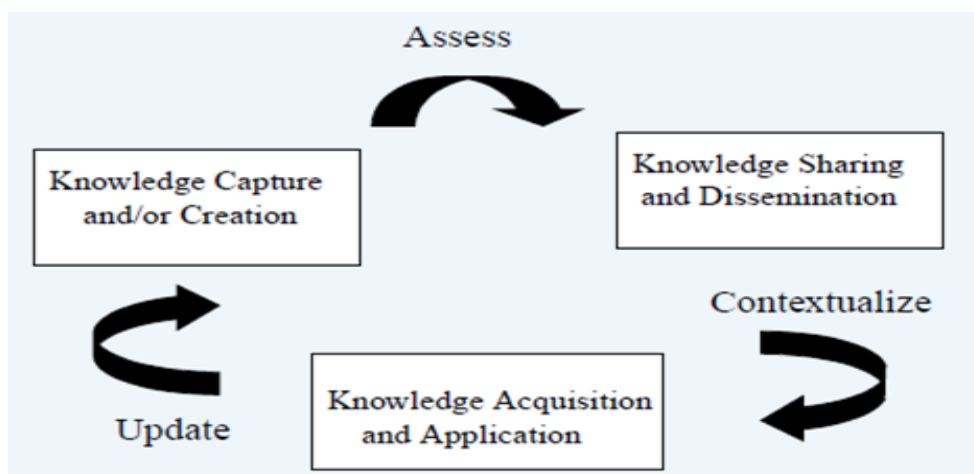 Assess
Knowledge Capture
and/or Creation
Knowledge Sharing
and Dissemination
Contextualize
Knowledge Acquisition
and Application
Update